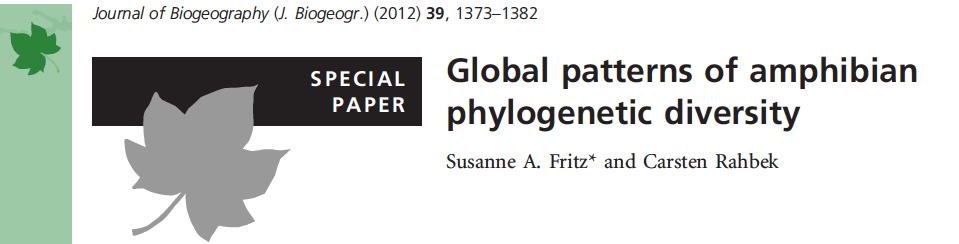 Journal of Biogeography (J. Biogeogr.) (2012) 39, 1373–1382
SPECIAL
PAPER
Global patterns of amphibian
phylogenetic diversity
Susanne A. Fritz* and Carsten Rahbek